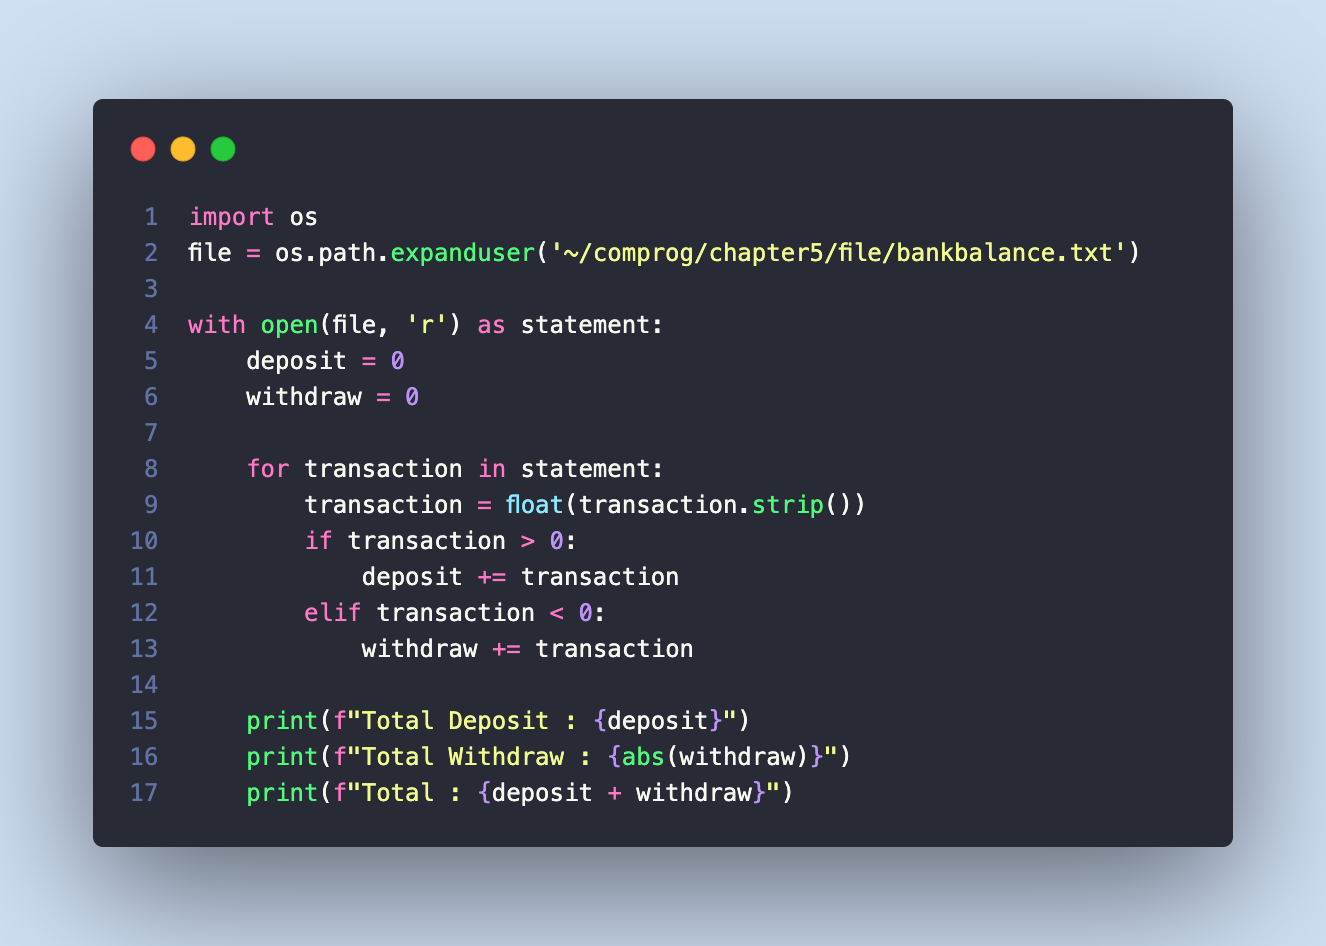 1 import os
2 file = os.path.expanduser('~/comprog/chapter5/file/bankbalance.txt')
3
4 with open(file, 'r') as statement:
5     deposit = 0
6     withdraw = 0
7
8     for transaction in statement:
9         transaction = float(transaction.strip())
10         if transaction > 0:
11             deposit += transaction
12         elif transaction < 0:
13             withdraw += transaction
14
15     print(f"Total Deposit : {deposit}")
16     print(f"Total Withdraw : {abs(withdraw)}")
17     print(f"Total : {deposit + withdraw}")